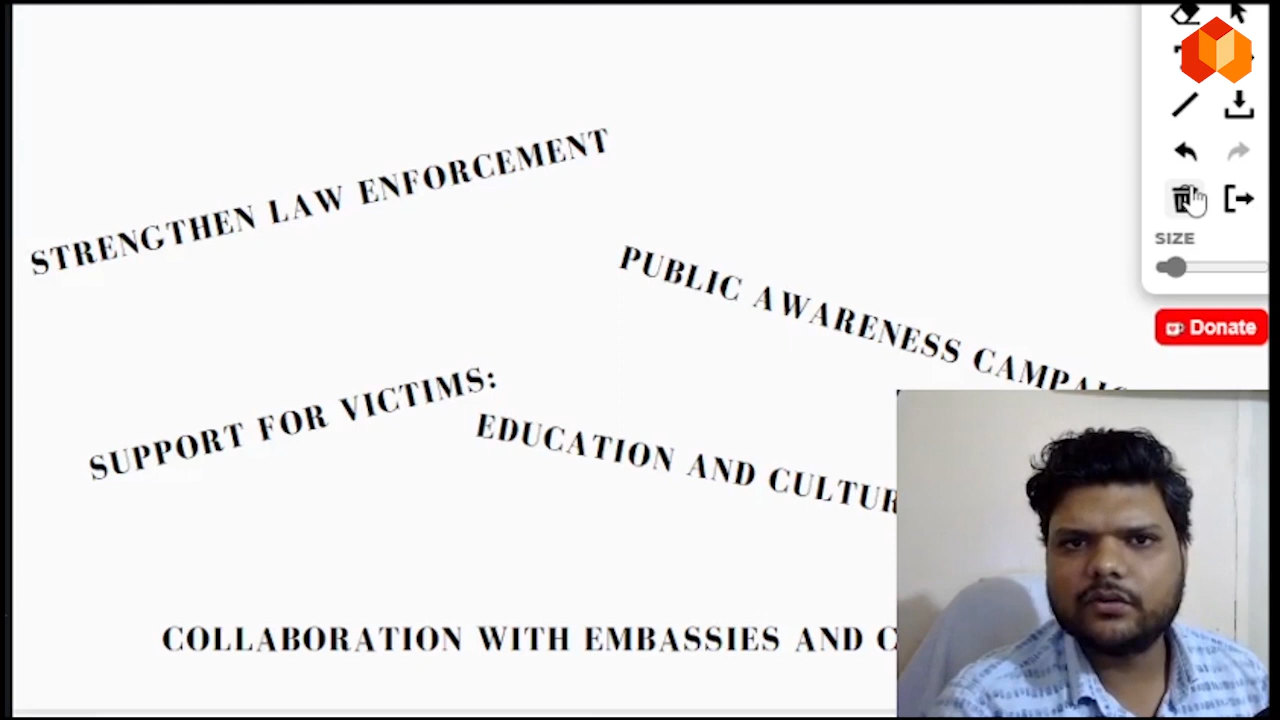 STRENGTHEN LAW ENFORCEMENT
SIZE
PUBLIC AWARENESS
Donate
SUPPORT FOR VICTIMS:
EDUCATION AND
COLLABORATION WITH EMBASSIES AND